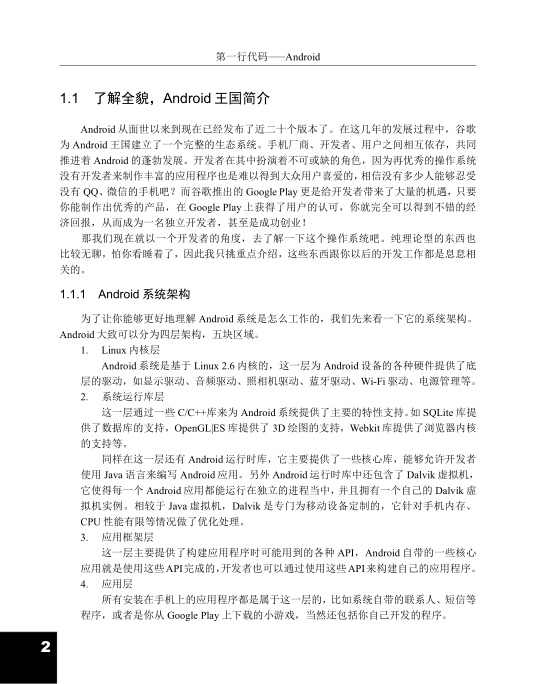 第一行代码——Android
1.1 了解全貌，Android 王国简介
Android 从面世以来到现在已经发布了近二十个版本了。在这几年的发展过程中，谷歌
为 Android 王国建立了一个完整的生态系统。手机厂商、开发者、用户之间相互依存，共同
推进着 Android 的蓬勃发展。开发者在其中扮演着不可或缺的角色，因为再优秀的操作系统
没有开发者来制作丰富的应用程序也是难以得到大众用户喜爱的，相信没有多少人能够忍受
没有 QQ、微信的手机吧？而谷歌推出的 Google Play 更是给开发者带来了大量的机遇，只要
你能制作出优秀的产品，在 Google Play 上获得了用户的认可，你就完全可以得到不错的经
济回报，从而成为一名独立开发者，甚至是成功创业！
那我们现在就以一个开发者的角度，去了解一下这个操作系统吧。纯理论型的东西也
比较无聊，怕你看睡着了，因此我只挑重点介绍，这些东西跟你以后的开发工作都是息息相
关的。
1.1.1 Android 系统架构
为了让你能够更好地理解 Android 系统是怎么工作的，我们先来看一下它的系统架构。
Android 大致可以分为四层架构，五块区域。
1. Linux 内核层
Android 系统是基于 Linux 2.6 内核的，这一层为 Android 设备的各种硬件提供了底
层的驱动，如显示驱动、音频驱动、照相机驱动、蓝牙驱动、Wi-Fi 驱动、电源管理等。
2. 系统运行库层
这一层通过一些 C/C++库来为 Android 系统提供了主要的特性支持。如 SQLite 库提
供了数据库的支持，OpenGL|ES 库提供了 3D 绘图的支持，Webkit 库提供了浏览器内核
的支持等。
同样在这一层还有 Android 运行时库，它主要提供了一些核心库，能够允许开发者
使用 Java 语言来编写 Android 应用。另外 Android 运行时库中还包含了 Dalvik 虚拟机，
它使得每一个 Android 应用都能运行在独立的进程当中，并且拥有一个自己的 Dalvik 虚
拟机实例。相较于 Java 虚拟机，Dalvik 是专门为移动设备定制的，它针对手机内存、
CPU 性能有限等情况做了优化处理。
3. 应用框架层
这一层主要提供了构建应用程序时可能用到的各种 API，Android 自带的一些核心
应用就是使用这些 API 完成的，开发者也可以通过使用这些 API 来构建自己的应用程序。
4. 应用层
所有安装在手机上的应用程序都是属于这一层的，比如系统自带的联系人、短信等
程序，或者是你从 Google Play 上下载的小游戏，当然还包括你自己开发的程序。
2